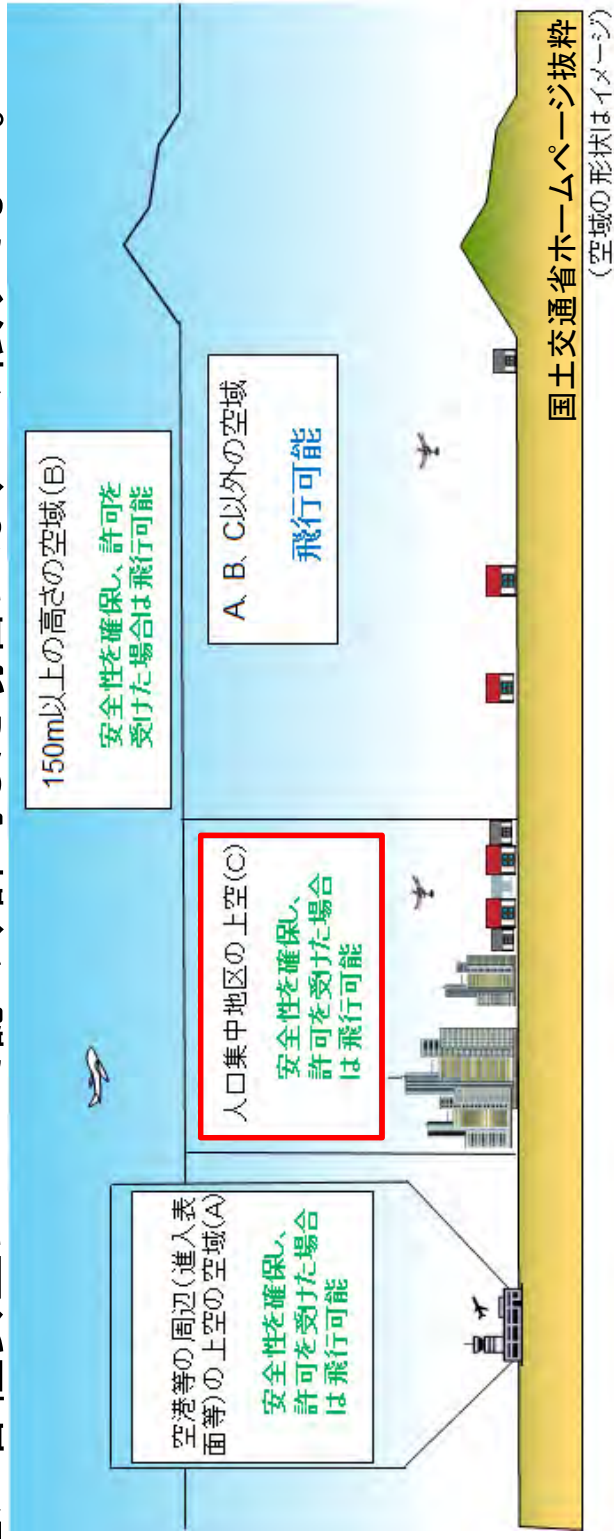 空港等の周辺(進入表
面等)の上空の空域(A)
安全性を確保し、
許可を受けた場合
は飛行可能
人口集中地区の上空(C)
安全性を確保し、
許可を受けた場合
は飛行可能
150m以上の高さの空域(B)
安全性を確保し、許可を
受けた場合は飛行可能
A、B、C以外の空域
飛行可能
国土交通省ホームページ抜粋
(空域の形状はイメージ)